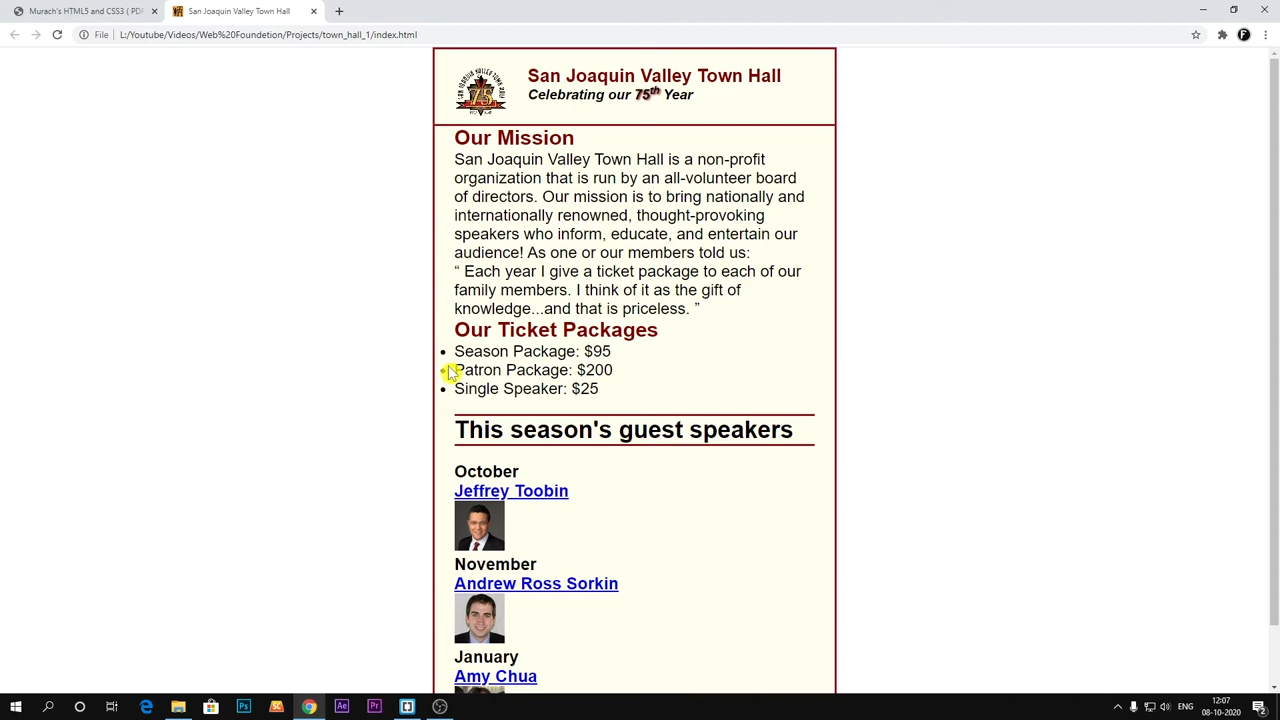 Murach's HTML5 and CSS3 ( PDF
San Joaquin Valley Town Hall
File
L:/Youtube/Videos/Web%20Foundetion/Projects/town_hall_1/index.html
San Joaquin Valley Town Hall
Celebrating our 75th Year
Our Mission
San Joaquin Valley Town Hall is a non-profit
organization that is run by an all-volunteer board
of directors. Our mission is to bring nationally and
internationally renowned, thought-provoking
speakers who inform, educate, and entertain our
audience! As one or our members told us:
“ Each year I give a ticket package to each of our
family members. I think of it as the gift of
knowledge...and that is priceless. ”
Our Ticket Packages
Season Package: $95
Patron Package: $200
Single Speaker: $25
This season's guest speakers
October
Jeffrey Toobin
November
Andrew Ross Sorkin
January
Amy Chua
ENG
12:07
08-10-2020